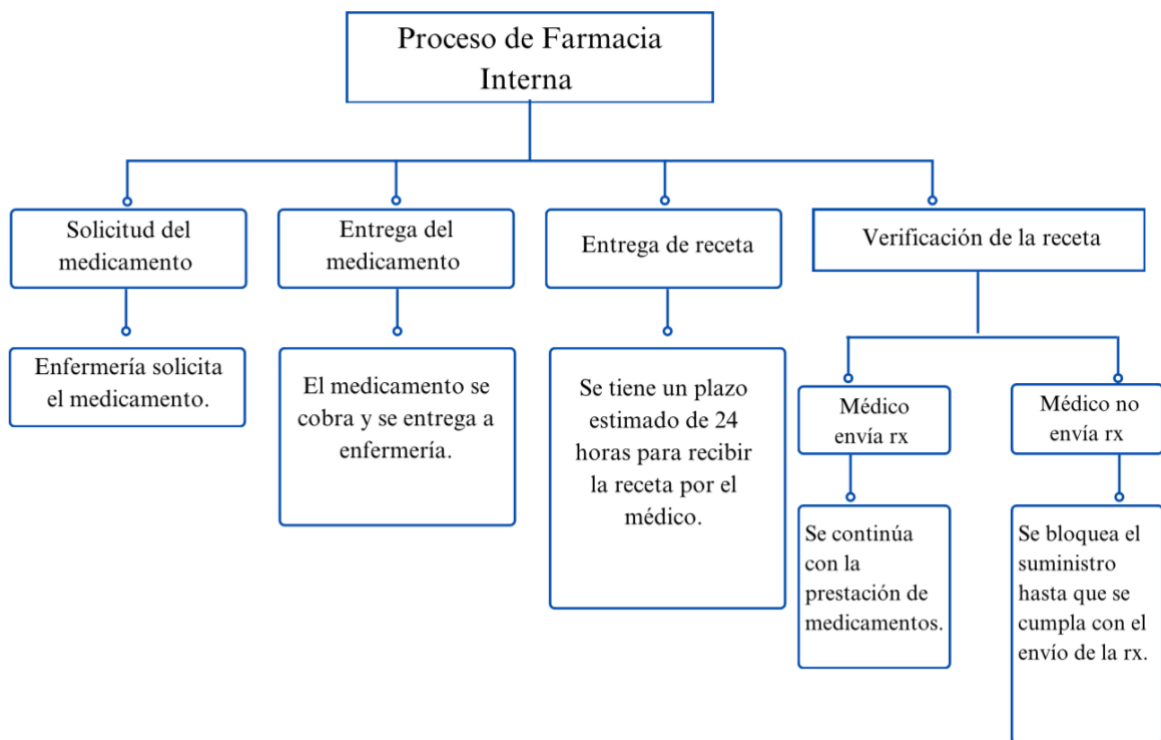 Proceso de Farmacia
Interna
Solicitud del
medicamento
Entrega del
medicamento
Entrega de receta
Verificación de la receta
Enfermería solicita
el medicamento.
El medicamento se
cobra y se entrega a
enfermería.
Se tiene un plazo
estimado de 24
horas para recibir
la receta por el
médico.
Médico
envía rx
Médico no
envía rx
Se continúa
con la
prestación de
medicamentos.
Se bloquea el
suministro
hasta que se
cumpla con el
envío de la rx.